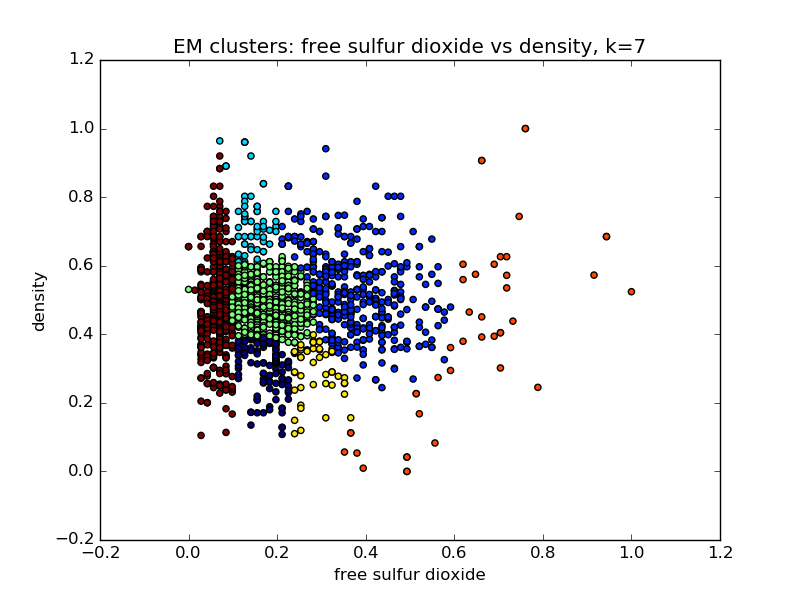 EM clusters: free sulfur dioxide vs density, k=7
1.2
1.0
0.8
0.6
0.4
0.2
0.0
−0.2
density
−0.2 0.0 0.2 0.4 0.6 0.8 1.0 1.2
free sulfur dioxide